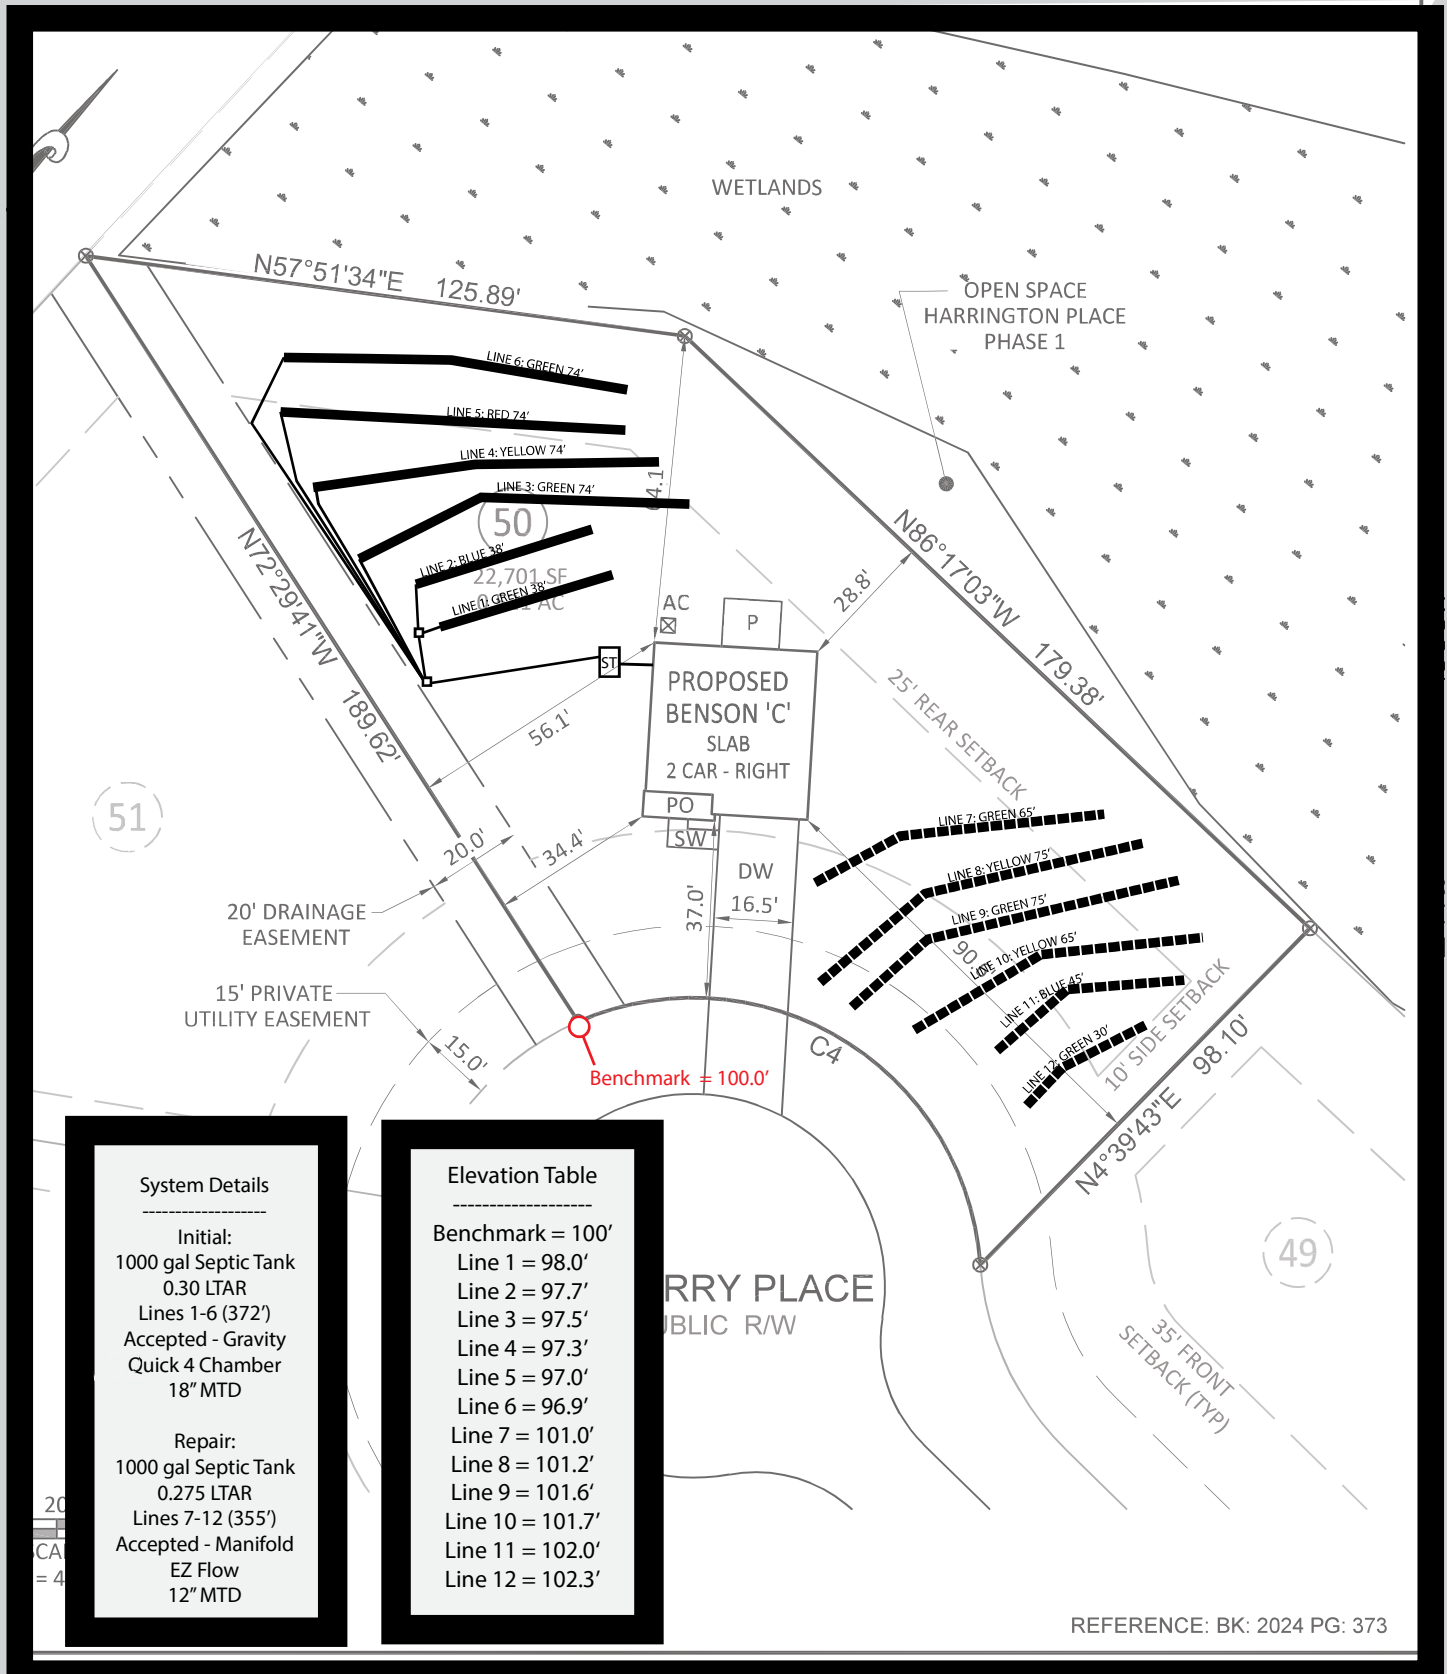 WETLANDS
N57°51'34"E 125.89'
OPEN SPACE
HARRINGTON PLACE
PHASE 1
LINE 6: GREEN 74'
LINE 5: RED 74'
LINE 4: YELLOW 74'
LINE 3: GREEN 74'
50
LINE 2: BLUE 38'
22,701 SF
LINE 1: GREEN 38'
AC
4.1
N72°29'41"W 189.62'
N86°17'03"W 179.38'
28.8'
AC
P
ST
PROPOSED
BENSON 'C'
SLAB
2 CAR - RIGHT
PO
SW
DW
16.5'
37.0'
56.1'
34.4'
20.0'
25' REAR SETBACK
51
20' DRAINAGE
EASEMENT
15' PRIVATE
UTILITY EASEMENT
15.0'
LINE 7: GREEN 65'
LINE 8: YELLOW 75'
LINE 9: GREEN 75'
90.
LINE 10: YELLOW 65'
LINE 11: BLUE 45'
LINE 12: GREEN 30'
10' SIDE SETBACK
N4°39'43"E 98.10'
C4
Benchmark = 100.0'
49
35' FRONT
SETBACK (TYP)
RRY PLACE
UBLIC R/W
System Details
-------------------
Initial:
1000 gal Septic Tank
0.30 LTAR
Lines 1-6 (372')
Accepted - Gravity
Quick 4 Chamber
18" MTD
Repair:
1000 gal Septic Tank
0.275 LTAR
Lines 7-12 (355')
Accepted - Manifold
EZ Flow
12" MTD
Elevation Table
-------------------
Benchmark = 100'
Line 1 = 98.0'
Line 2 = 97.7'
Line 3 = 97.5'
Line 4 = 97.3'
Line 5 = 97.0'
Line 6 = 96.9'
Line 7 = 101.0'
Line 8 = 101.2'
Line 9 = 101.6'
Line 10 = 101.7'
Line 11 = 102.0'
Line 12 = 102.3'
20
SCA
= 4
REFERENCE: BK: 2024 PG: 373